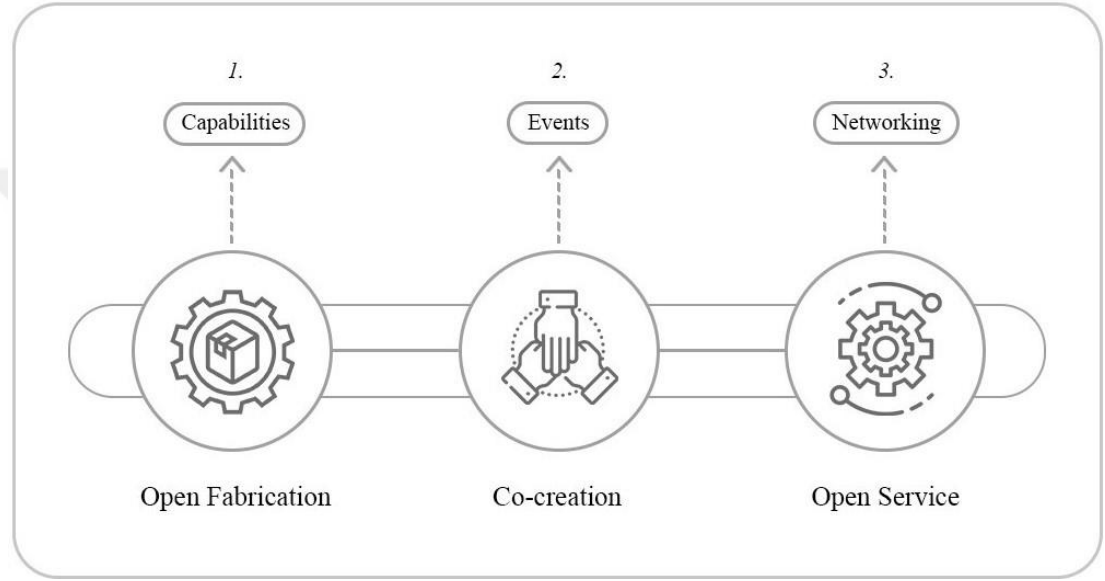 1.
2.
3.
Capabilities
Events
Networking
Open Fabrication
Co-creation
Open Service